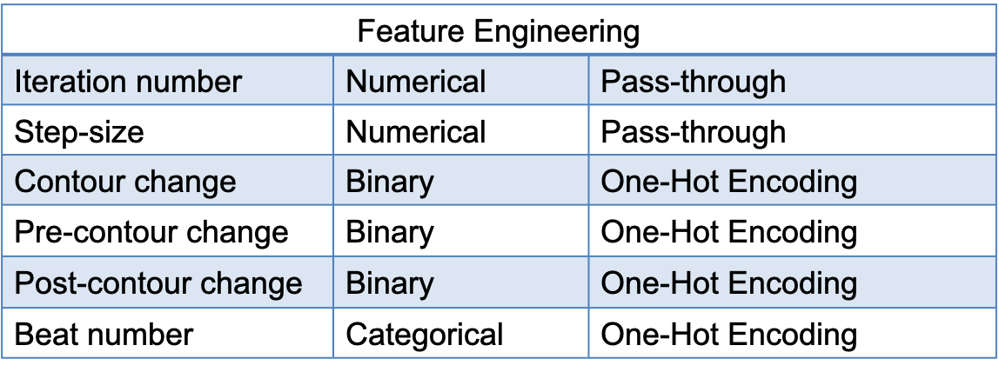 Feature Engineering
Iteration number Numerical Pass-through
Step-size Numerical Pass-through
Contour change Binary One-Hot Encoding
Pre-contour change Binary One-Hot Encoding
Post-contour change Binary One-Hot Encoding
Beat number Categorical One-Hot Encoding